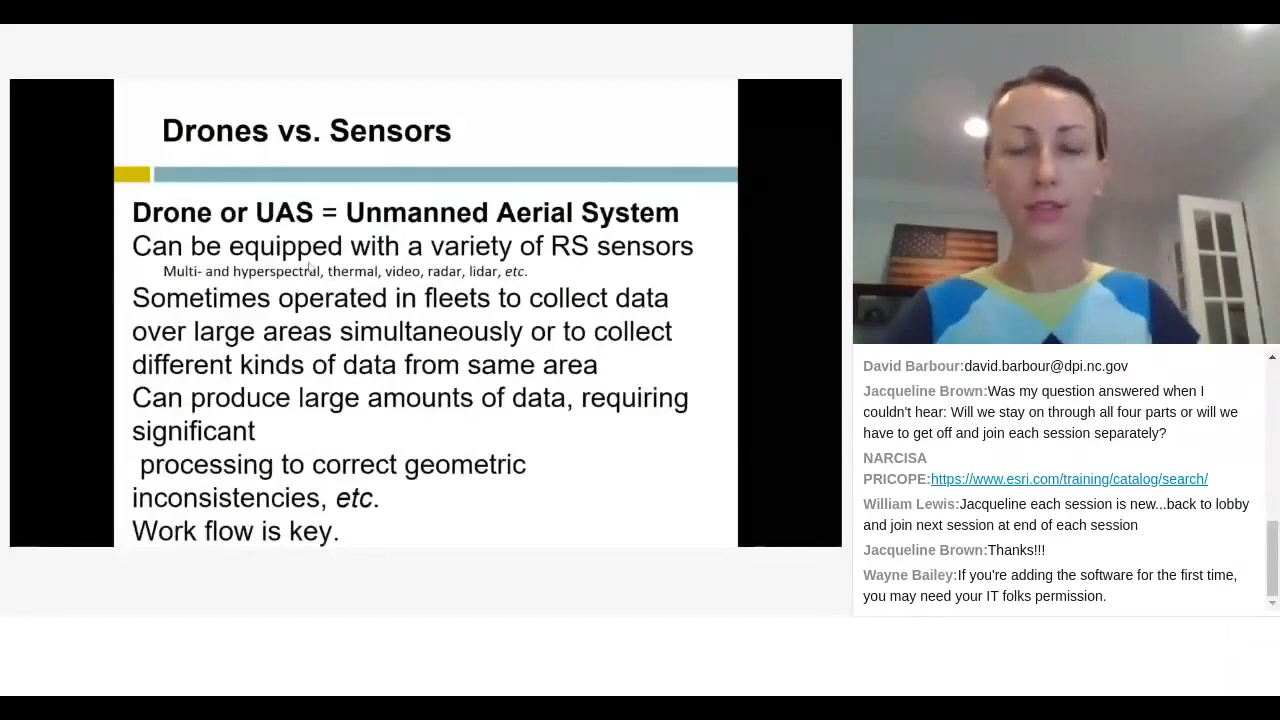 Drones vs. Sensors
Drone or UAS = Unmanned Aerial System
Can be equipped with a variety of RS sensors
Multi- and hyperspectral, thermal, video, radar, lidar, etc.
Sometimes operated in fleets to collect data
over large areas simultaneously or to collect
different kinds of data from same area
Can produce large amounts of data, requiring
significant
processing to correct geometric
inconsistencies, etc.
Work flow is key.
David Barbour:david.barbour@dpi.nc.gov
Jacqueline Brown:Was my question answered when I
couldn't hear: Will we stay on through all four parts or will we
have to get off and join each session separately?
NARCISA
PRICOPE:https://www.esri.com/training/catalog/search/
William Lewis:Jacqueline each session is new...back to lobby
and join next session at end of each session
Jacqueline Brown:Thanks!!!
Wayne Bailey:If you're adding the software for the first time,
you may need your IT folks permission.